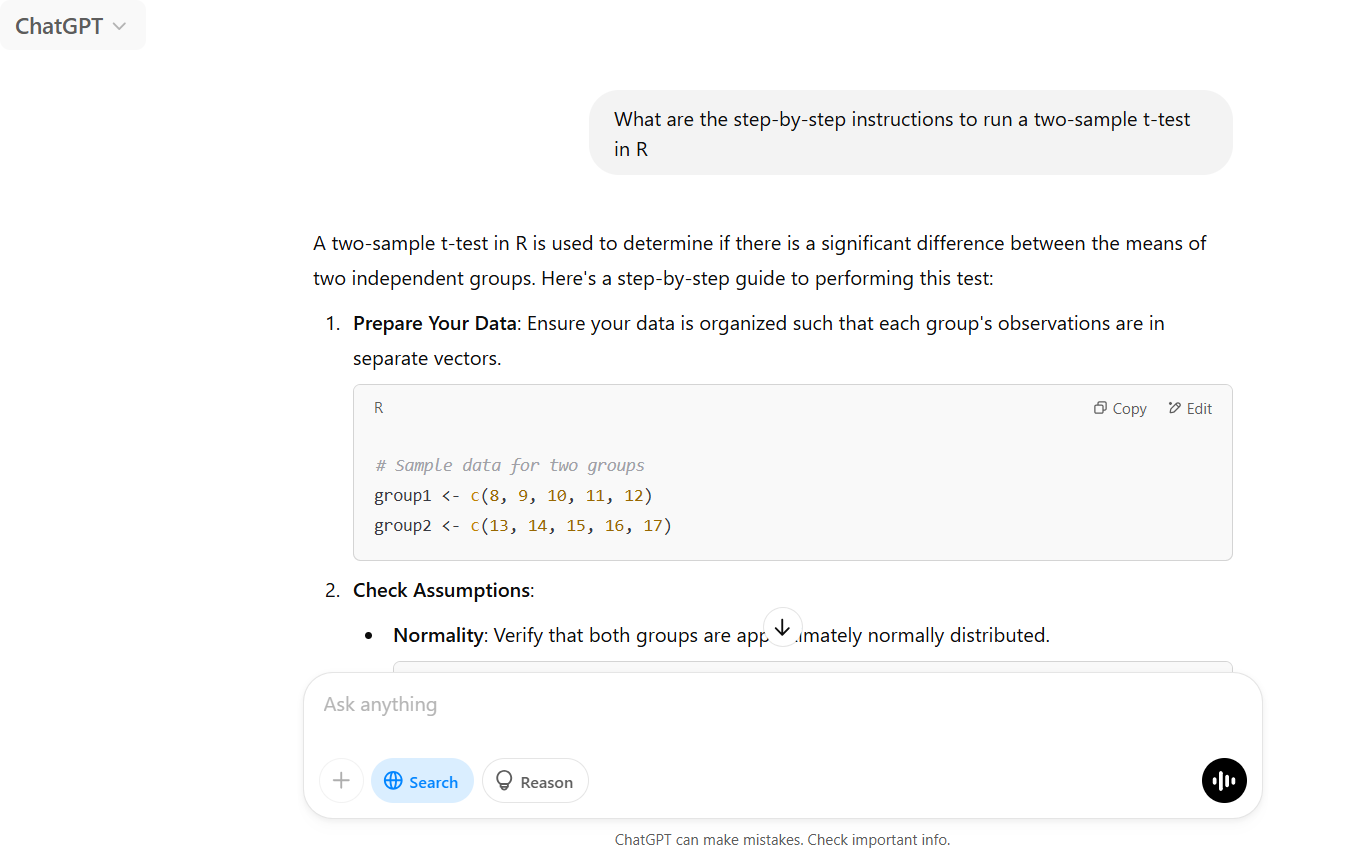 ChatGPT
What are the step-by-step instructions to run a two-sample t-test
in R
A two-sample t-test in R is used to determine if there is a significant difference between the means of
two independent groups. Here's a step-by-step guide to performing this test:
1. Prepare Your Data: Ensure your data is organized such that each group's observations are in
separate vectors.
R Copy Edit
# Sample data for two groups
group1 <- c(8, 9, 10, 11, 12)
group2 <- c(13, 14, 15, 16, 17)
2. Check Assumptions:
• Normality: Verify that both groups are approximately normally distributed.
Ask anything
Search Reason
ChatGPT can make mistakes. Check important info.